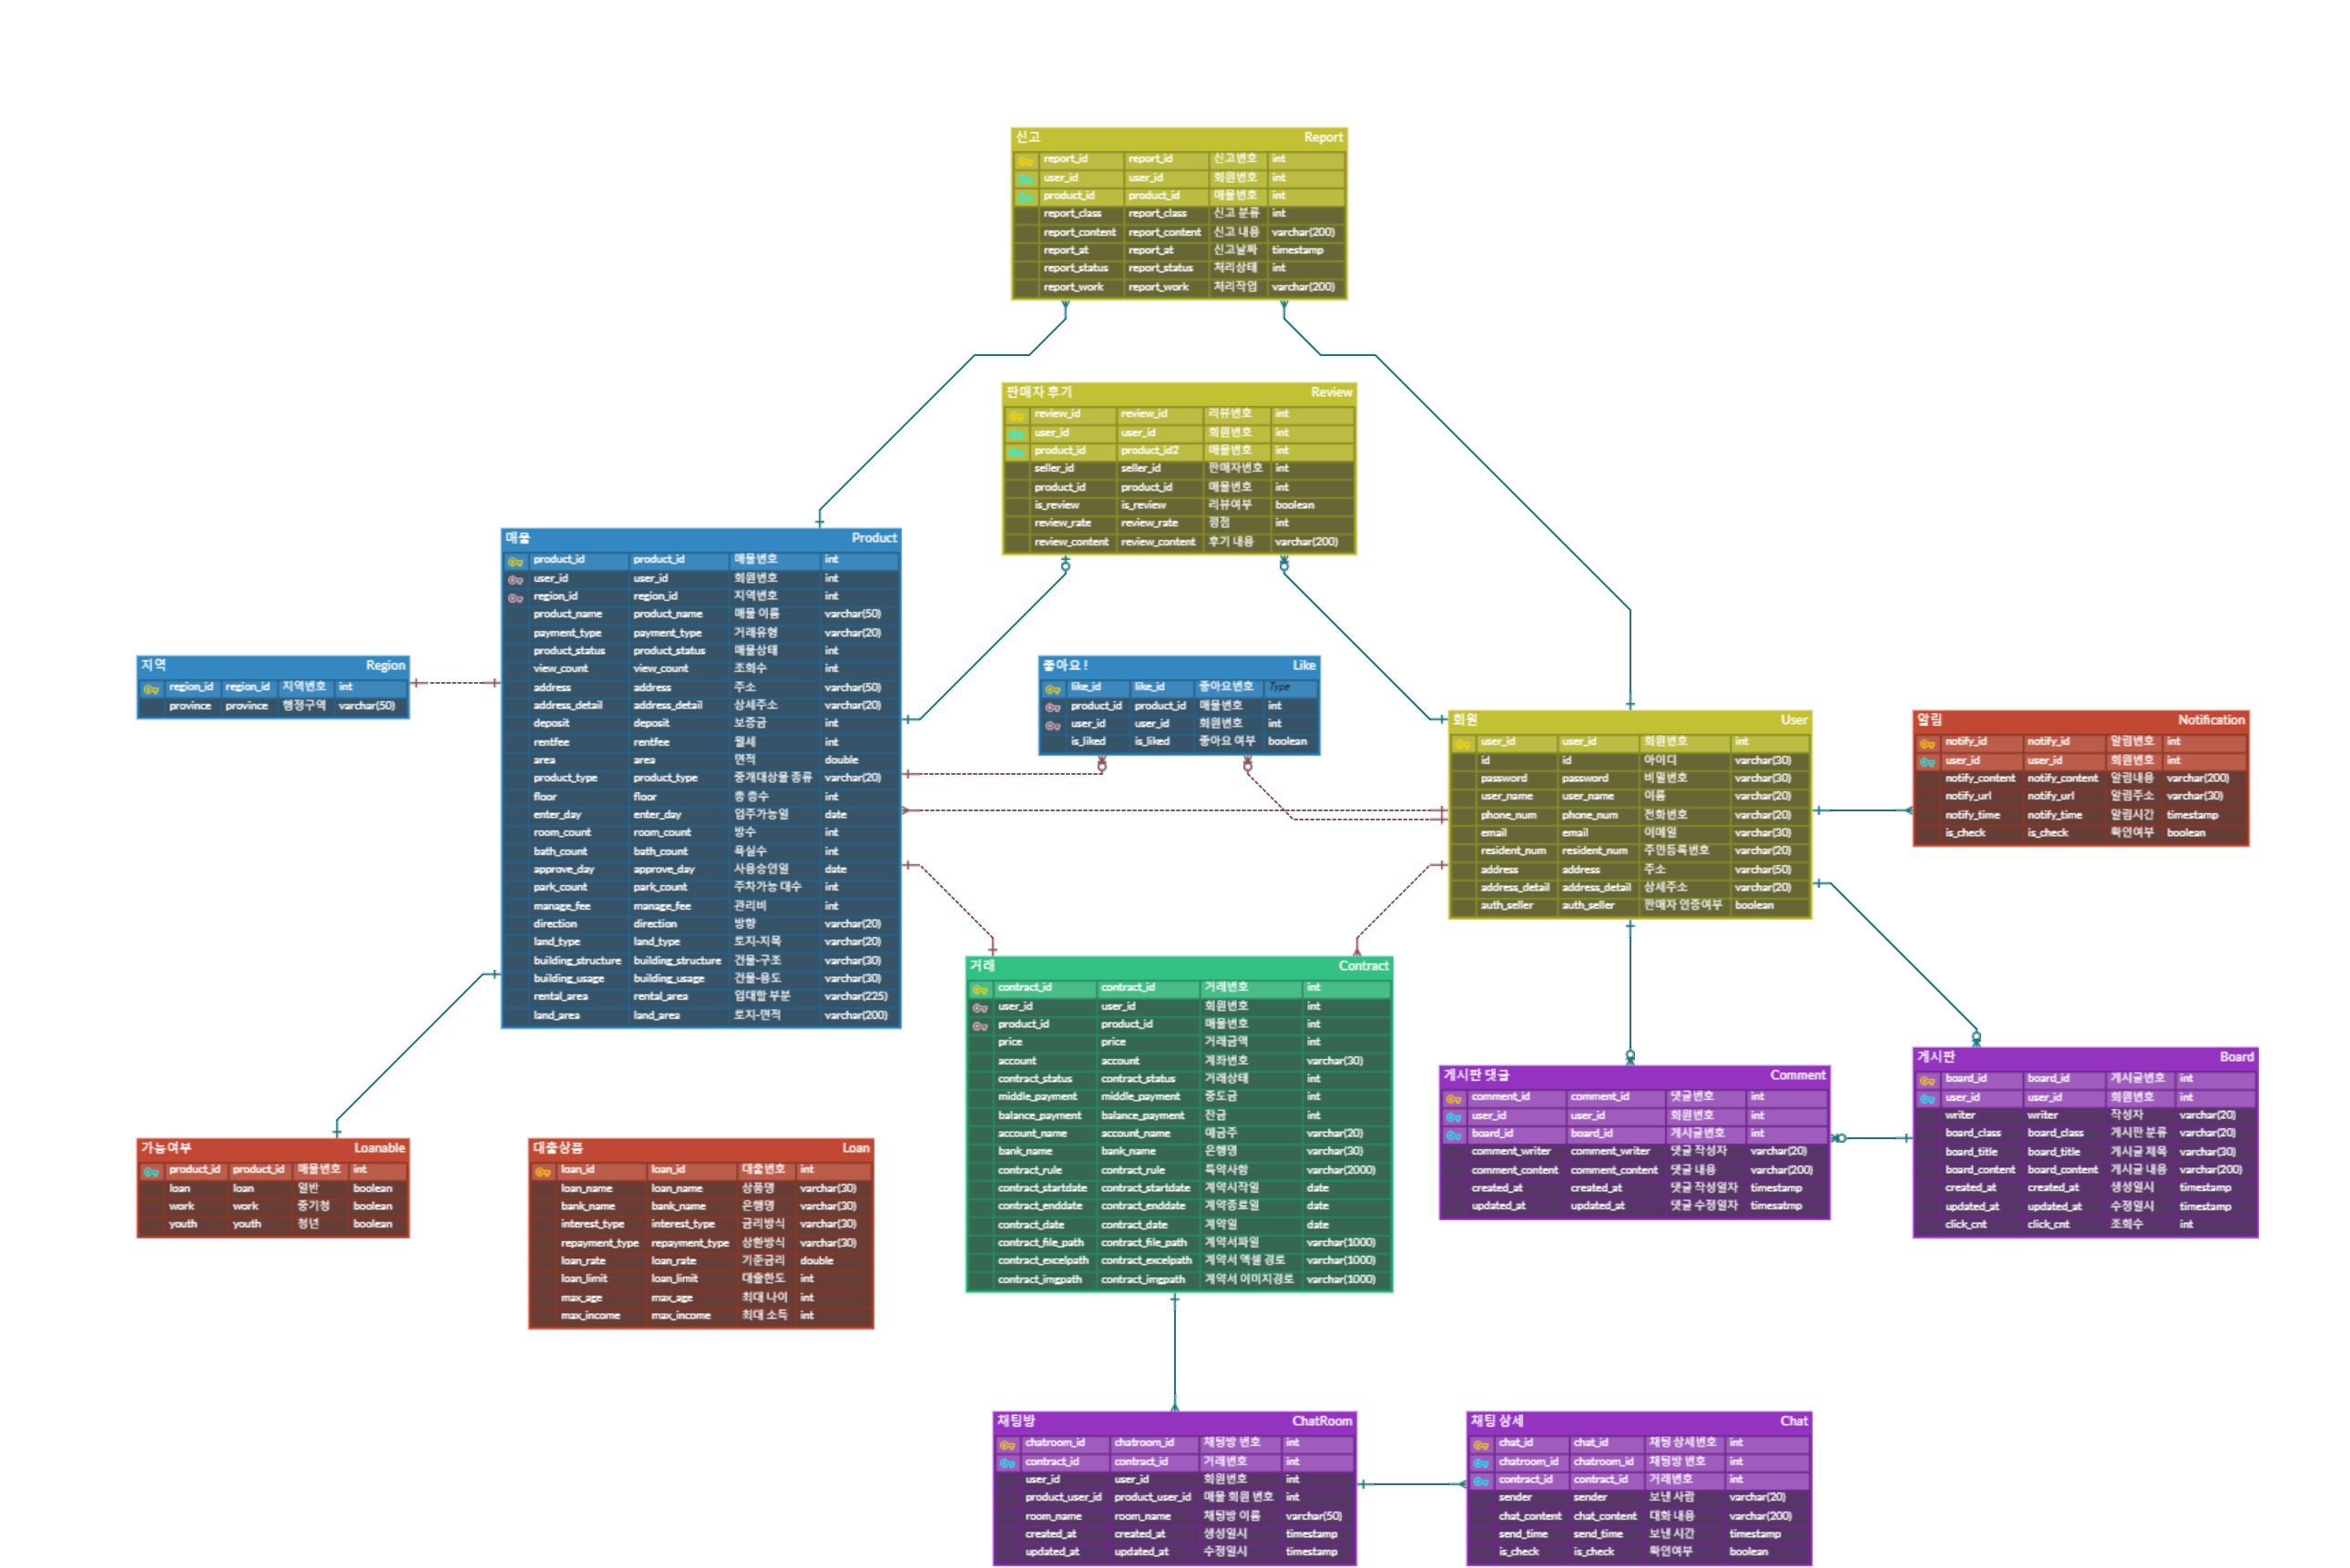 신고 Report
report_id report_id 신고번호 int
user_id user_id 회원번호 int
product_id product_id 매물번호 int
report_class report_class 신고 분류 int
report_content report_content 신고 내용 varchar(200)
report_at report_at 신고날짜 timestamp
report_status report_status 처리상태 int
report_work report_work 처리작업 varchar(200)
판매자 후기 Review
review_id review_id 리뷰번호 int
user_id user_id 회원번호 int
product_id product_id2 매물번호 int
seller_id seller_id 판매자번호 int
product_id product_id 매물번호 int
is_review is_review 리뷰여부 boolean
review_rate review_rate 평점 int
review_content review_content 후기 내용 varchar(200)
매물 Product
product_id product_id 매물번호 int
user_id user_id 회원번호 int
region_id region_id 지역번호 int
product_name product_name 매물 이름 varchar(50)
payment_type payment_type 거래유형 varchar(20)
product_status product_status 매물상태 int
view_count view_count 조회수 int
address address 주소 varchar(50)
address_detail address_detail 상세주소 varchar(20)
deposit deposit 보증금 int
rentfee rentfee 월세 int
area area 면적 double
product_type product_type 중개대상물 종류 varchar(20)
floor floor 총 층수 int
enter_day enter_day 입주가능일 date
room_count room_count 방수 int
bath_count bath_count 욕실수 int
approve_day approve_day 사용승인일 date
park_count park_count 주차가능 대수 int
manage_fee manage_fee 관리비 int
direction direction 방향 varchar(20)
land_type land_type 토지-지목 varchar(20)
building_structure building_structure 건물-구조 varchar(30)
building_usage building_usage 건물-용도 varchar(30)
rental_area rental_area 임대할 부분 varchar(225)
land_area land_area 토지-면적 varchar(200)
지역 Region
region_id region_id 지역번호 int
province province 행정구역 varchar(50)
좋아요 ! Like
like_id like_id 좋아요번호 Type
product_id product_id 매물번호 int
user_id user_id 회원번호 int
is_liked is_liked 좋아요 여부 boolean
회원 User
user_id user_id 회원번호 int
id id 아이디 varchar(30)
password password 비밀번호 varchar(30)
user_name user_name 이름 varchar(20)
phone_num phone_num 전화번호 varchar(20)
email email 이메일 varchar(30)
resident_num resident_num 주민등록번호 varchar(20)
address address 주소 varchar(50)
address_detail address_detail 상세주소 varchar(20)
auth_seller auth_seller 판매자 인증여부 boolean
알림 Notification
notify_id notify_id 알림번호 int
user_id user_id 회원번호 int
notify_content notify_content 알림내용 varchar(200)
notify_url notify_url 알림주소 varchar(30)
notify_time notify_time 알림시간 timestamp
is_check is_check 확인여부 boolean
거래 Contract
contract_id contract_id 거래번호 int
user_id user_id 회원번호 int
product_id product_id 매물번호 int
price price 거래금액 int
account account 계좌번호 varchar(30)
contract_status contract_status 거래상태 int
middle_payment middle_payment 중도금 int
balance_payment balance_payment 잔금 int
account_name account_name 예금주 varchar(20)
bank_name bank_name 은행명 varchar(30)
contract_rule contract_rule 특약사항 varchar(2000)
contract_startdate contract_startdate 계약시작일 date
contract_enddate contract_enddate 계약종료일 date
contract_date contract_date 계약일 date
contract_file_path contract_file_path 계약서파일 varchar(1000)
contract_excelpath contract_excelpath 계약서 엑셀 경로 varchar(1000)
contract_imgpath contract_imgpath 계약서 이미지경로 varchar(1000)
게시판 댓글 Comment
comment_id comment_id 댓글번호 int
user_id user_id 회원번호 int
board_id board_id 게시글번호 int
comment_writer comment_writer 댓글 작성자 varchar(20)
comment_content comment_content 댓글 내용 varchar(200)
created_at created_at 댓글 작성일자 timestamp
updated_at updated_at 댓글 수정일자 timesatmp
게시판 Board
board_id board_id 게시글번호 int
user_id user_id 회원번호 int
writer writer 작성자 varchar(20)
board_class board_class 게시판 분류 varchar(20)
board_title board_title 게시글 제목 varchar(30)
board_content board_content 게시글 내용 varchar(200)
created_at created_at 생성일시 timestamp
updated_at updated_at 수정일시 timestamp
click_cnt click_cnt 조회수 int
가능여부 Loanable
product_id product_id 매물번호 int
loan loan 일반 boolean
work work 중기청 boolean
youth youth 청년 boolean
대출상품 Loan
loan_id loan_id 대출번호 int
loan_name loan_name 상품명 varchar(30)
bank_name bank_name 은행명 varchar(30)
interest_type interest_type 금리방식 varchar(30)
repayment_type repayment_type 상환방식 varchar(30)
loan_rate loan_rate 기준금리 double
loan_limit loan_limit 대출한도 int
max_age max_age 최대 나이 int
max_income max_income 최대 소득 int
채팅방 ChatRoom
chatroom_id chatroom_id 채팅방 번호 int
contract_id contract_id 거래번호 int
user_id user_id 회원번호 int
product_user_id product_user_id 매물 회원 번호 int
room_name room_name 채팅방 이름 varchar(50)
created_at created_at 생성일시 timestamp
updated_at updated_at 수정일시 timestamp
채팅 상세 Chat
chat_id chat_id 채팅 상세번호 int
chatroom_id chatroom_id 채팅방 번호 int
contract_id contract_id 거래번호 int
sender sender 보낸 사람 varchar(20)
chat_content chat_content 대화 내용 varchar(200)
send_time send_time 보낸 시간 timestamp
is_check is_check 확인여부 boolean